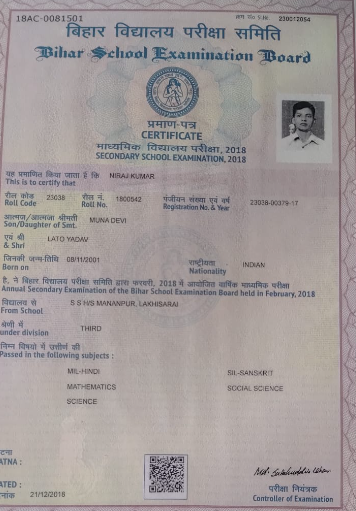 18AC-0081501
क्रम सं०/S.N. 230012054
बिहार विद्यालय परीक्षा समिति
Bihar School Examination Board
प्रमाण-पत्र
CERTIFICATE
माध्यमिक विद्यालय परीक्षा, 2018
SECONDARY SCHOOL EXAMINATION, 2018
यह प्रमाणित किया जाता है कि NIRAJ KUMAR
This is to certify that
रोल कोड 23038 रोल नं. 1800542 पंजीयन संख्या एवं वर्ष 23038-00379-17
Roll Code Roll No. Registration No. & Year
आत्मज/आत्मजा श्रीमती MUNA DEVI
Son/Daughter of Smt.
एवं श्री LATO YADAV
& Shri
जिनकी जन्म-तिथि 08/11/2001 राष्ट्रीयता INDIAN
Born on Nationality
है, ने बिहार विद्यालय परीक्षा समिति द्वारा फरवरी, 2018 में आयोजित वार्षिक माध्यमिक परीक्षा
Annual Secondary Examination of the Bihar School Examination Board held in February, 2018
विद्यालय से S S H/S MANANPUR, LAKHISARAI
From School
श्रेणी में THIRD
under division
निम्न विषयों में उत्तीर्ण की
Passed in the following subjects :
MIL-HINDI SIL-SANSKRIT
MATHEMATICS SOCIAL SCIENCE
SCIENCE
टना
ATNA :
ATED : परीक्षा नियंत्रक
नांक 21/12/2018 Controller of Examination